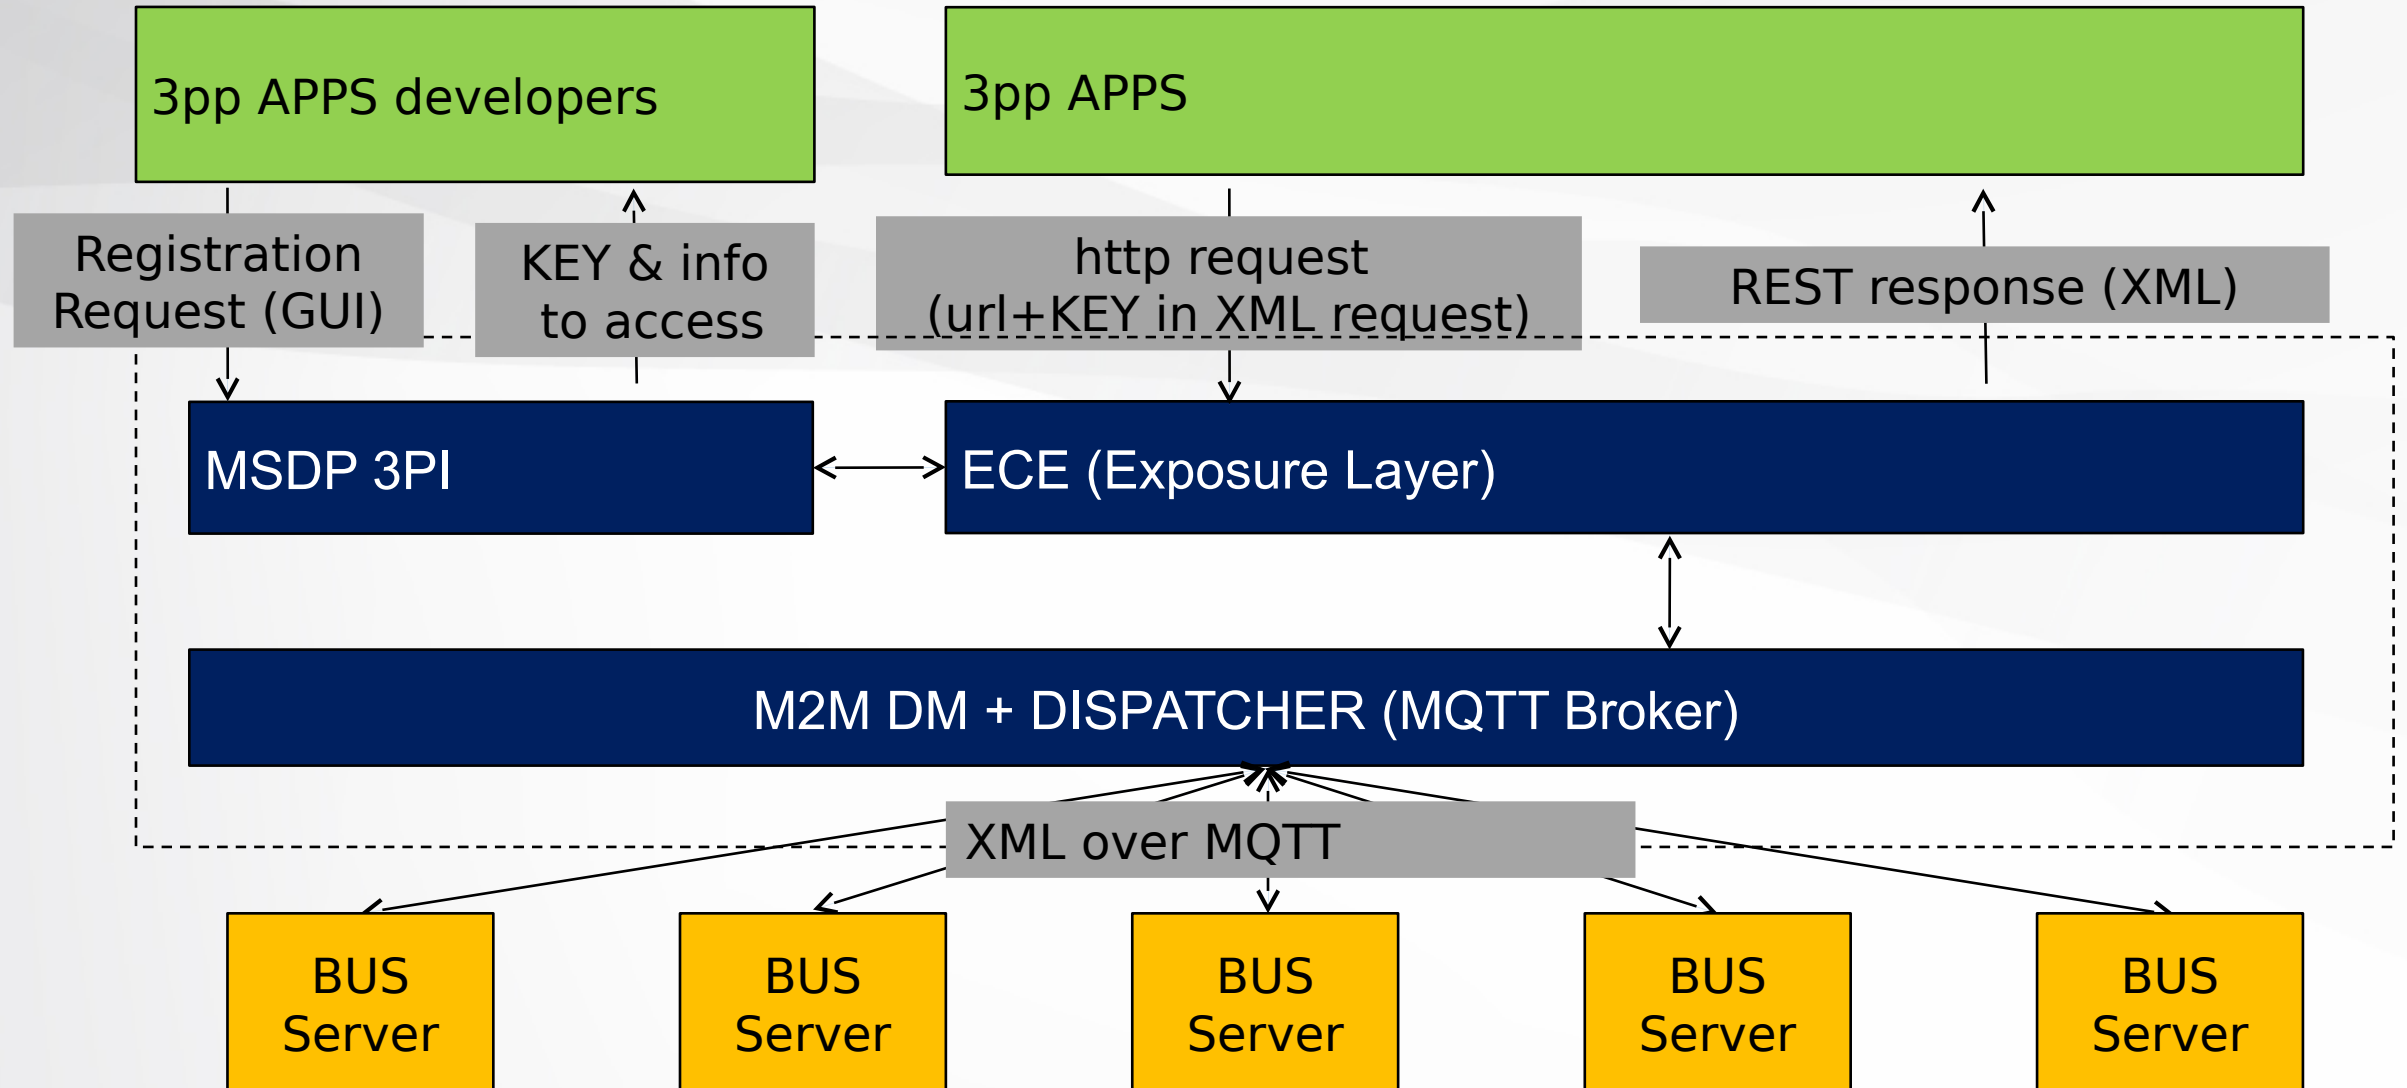 3pp APPS developers
3pp APPS
Registration
Request (GUI)
KEY & info
to access
http request
(url+KEY in XML request)
REST response (XML)
MSDP 3PI
ECE (Exposure Layer)
M2M DM + DISPATCHER (MQTT Broker)
XML over MQTT
BUS
Server
BUS
Server
BUS
Server
BUS
Server
BUS
Server